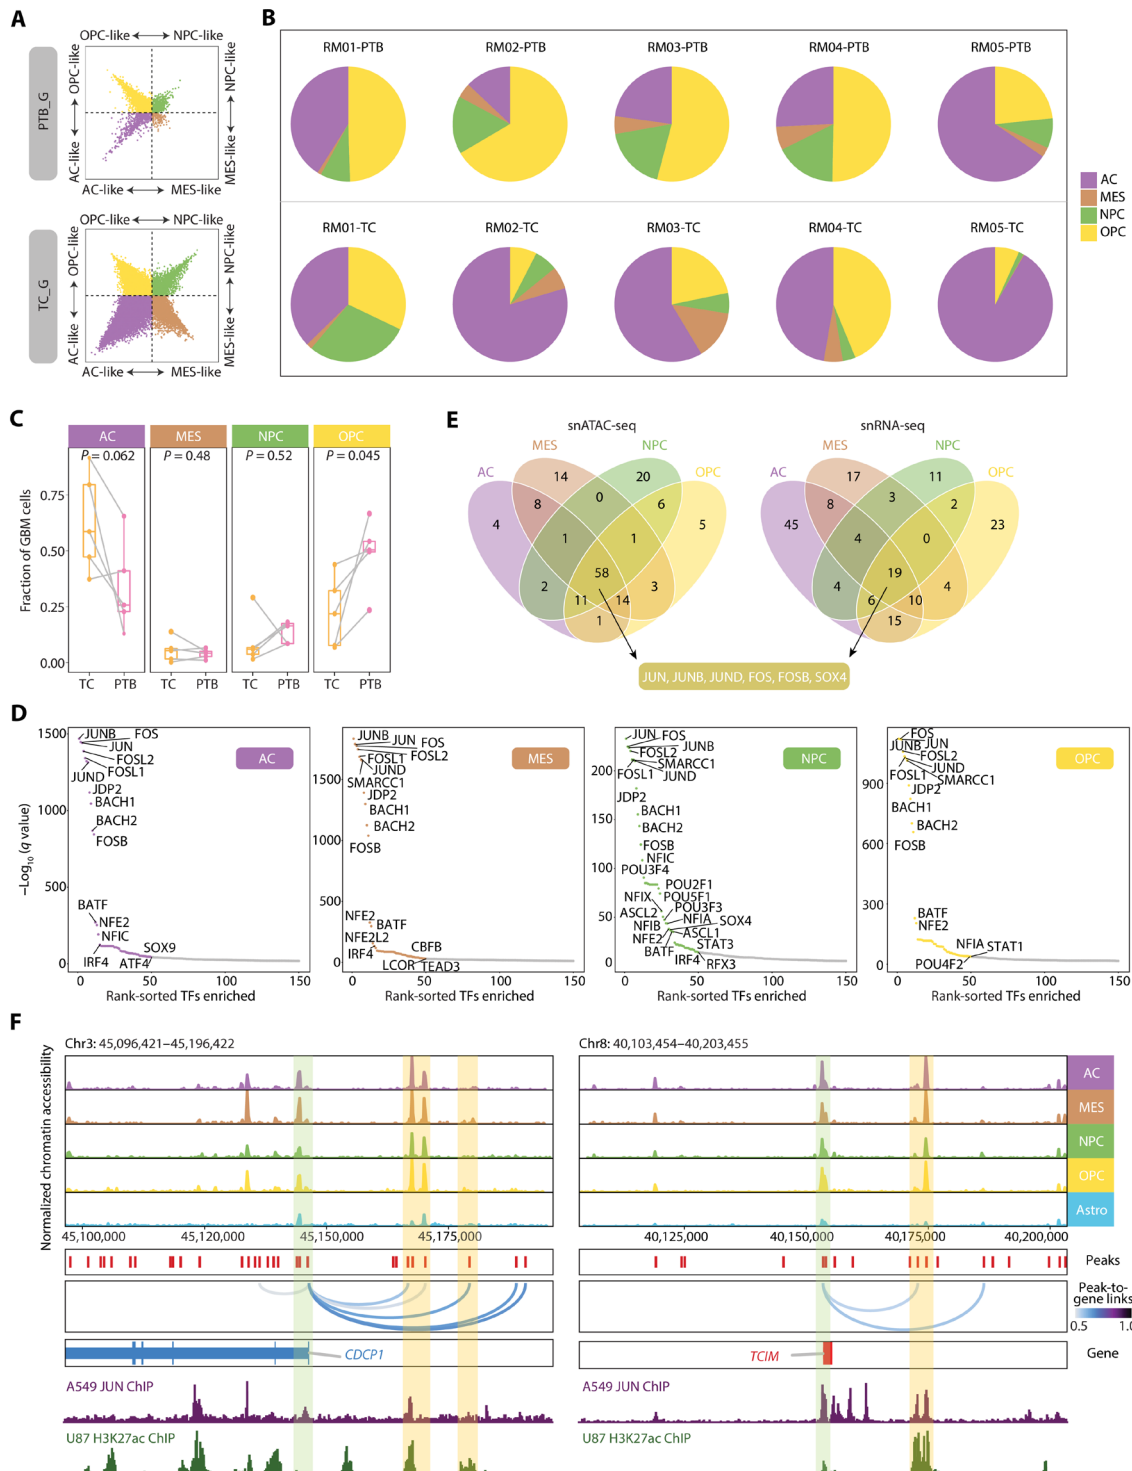 A
OPC-like NPC-like
PTB_G
AC-like OPC-like
MES-like NPC-like
AC-like MES-like
OPC-like NPC-like
TC_G
AC-like OPC-like
MES-like NPC-like
AC-like MES-like
B
RM01-PTB RM02-PTB RM03-PTB RM04-PTB RM05-PTB
RM01-TC RM02-TC RM03-TC RM04-TC RM05-TC
AC
MES
NPC
OPC
C
AC MES NPC OPC
P = 0.062 P = 0.48 P = 0.52 P = 0.045
Fraction of GBM cells
0.75
0.50
0.25
0.00
TC PTB TC PTB TC PTB TC PTB
E
snATAC-seq snRNA-seq
AC MES NPC OPC
14 20
8 0 6
4 1 1 5
58
2 3
11 14
1
AC MES NPC OPC
17 11
8 3 2
45 4 0 23
19
4 4
6 10
15
JUN, JUNB, JUND, FOS, FOSB, SOX4
D
−Log10 (q value)
AC
1500
1000
500
0
JUNB FOS
JUN
FOSL2
FOSL1
JUND
JDP2
BACH1
BACH2
FOSB
BATF
NFE2
NFIC
SOX9
IRF4 ATF4
0 50 100 150
Rank-sorted TFs enriched
MES
1500
1000
500
0
JUNB
JUN FOS
FOSL1 FOSL2
JUND
SMARCC1
JDP2
BACH1
BACH2
FOSB
NFE2
BATF
NFE2L2
CBFB
IRF4
LCOR TEAD3
0 50 100 150
Rank-sorted TFs enriched
NPC
200
150
100
50
0
JUN FOS
JUNB
FOSL2
SMARCC1
FOSL1 JUND
JDP2
BACH1
BACH2
FOSB
NFIC
POU3F4
POU2F1
NFIX POU5F1
POU3F3
ASCL2 NFIA SOX4
NFIB
ASCL1
NFE2
STAT3
BATF
IRF4 RFX3
0 50 100 150
Rank-sorted TFs enriched
OPC
900
600
300
0
FOS
JUNB JUN
FOSL2
JUND
FOSL1 SMARCC1
JDP2
BACH1
BACH2
FOSB
BATF
NFE2
NFIA STAT1
POU4F2
0 50 100 150
Rank-sorted TFs enriched
F
Normalized chromatin accessibility
Chr3: 45,096,421–45,196,422
Chr8: 40,103,454–40,203,455
AC
MES
NPC
OPC
Astro
45,100,000 45,120,000 45,150,000 45,175,000
40,125,000 40,150,000 40,175,000 40,200,000
Peaks
Peak-to-
gene links
0.5 1.0
CDCP1
TCIM
Gene
A549 JUN ChIP
A549 JUN ChIP
U87 H3K27ac ChIP
U87 H3K27ac ChIP